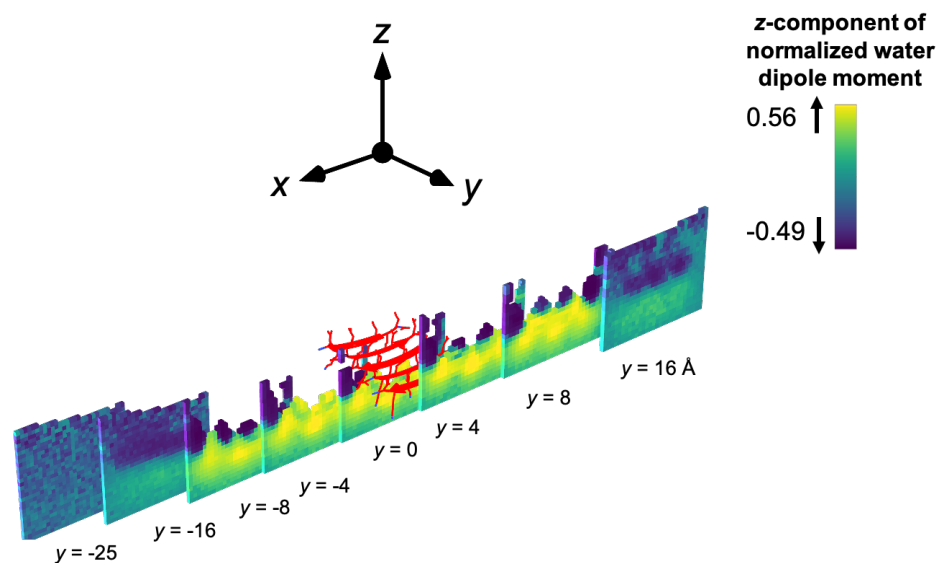 z
x
y
z-component of
normalized water
dipole moment
0.56
-0.49
y = 16 Å
y = 8
y = 4
y = 0
y = -4
y = -8
y = -16
y = -25